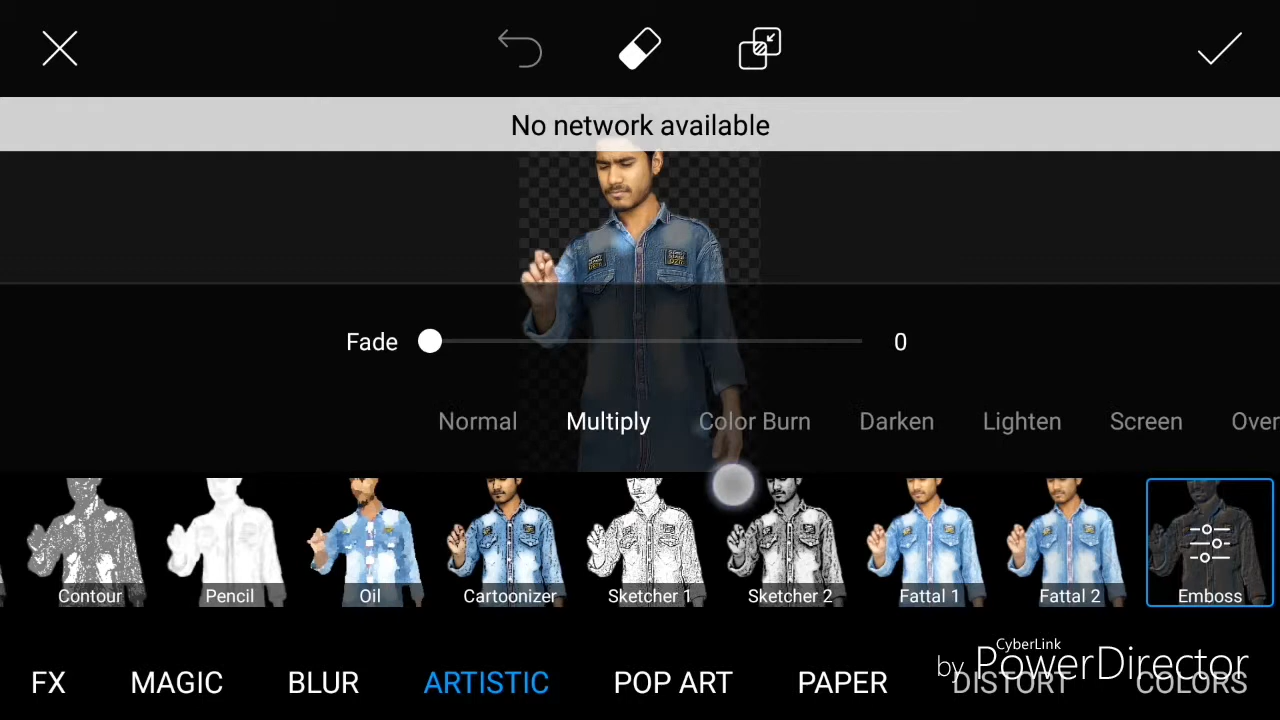 No network available
Fade 0
Normal Multiply Color Burn Darken Lighten Screen Over
Contour Pencil Oil Cartoonizer Sketcher 1 Sketcher 2 Fattal 1 Fattal 2 Emboss
FX MAGIC BLUR ARTISTIC POP ART PAPER DISTORT COLORS
CyberLink
by PowerDirector